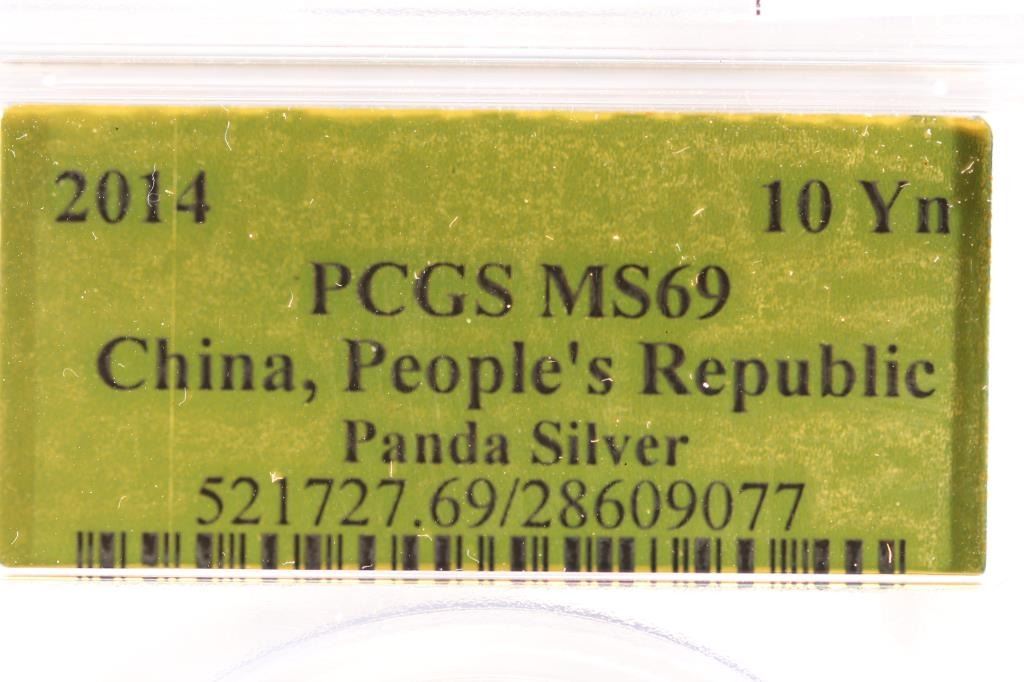 2014 10 Yn
PCGS MS69
China, People's Republic
Panda Silver
521727.69/28609077